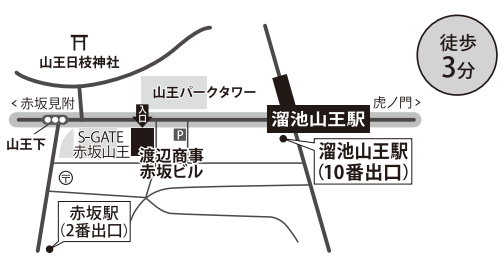 山王日枝神社
徒歩
3分
山王パークタワー
< 赤坂見附
入口
虎ノ門 >
溜池山王駅
山王下
S-GATE
赤坂山王
P
渡辺商事
赤坂ビル
溜池山王駅
(10番出口)
赤坂駅
(2番出口)